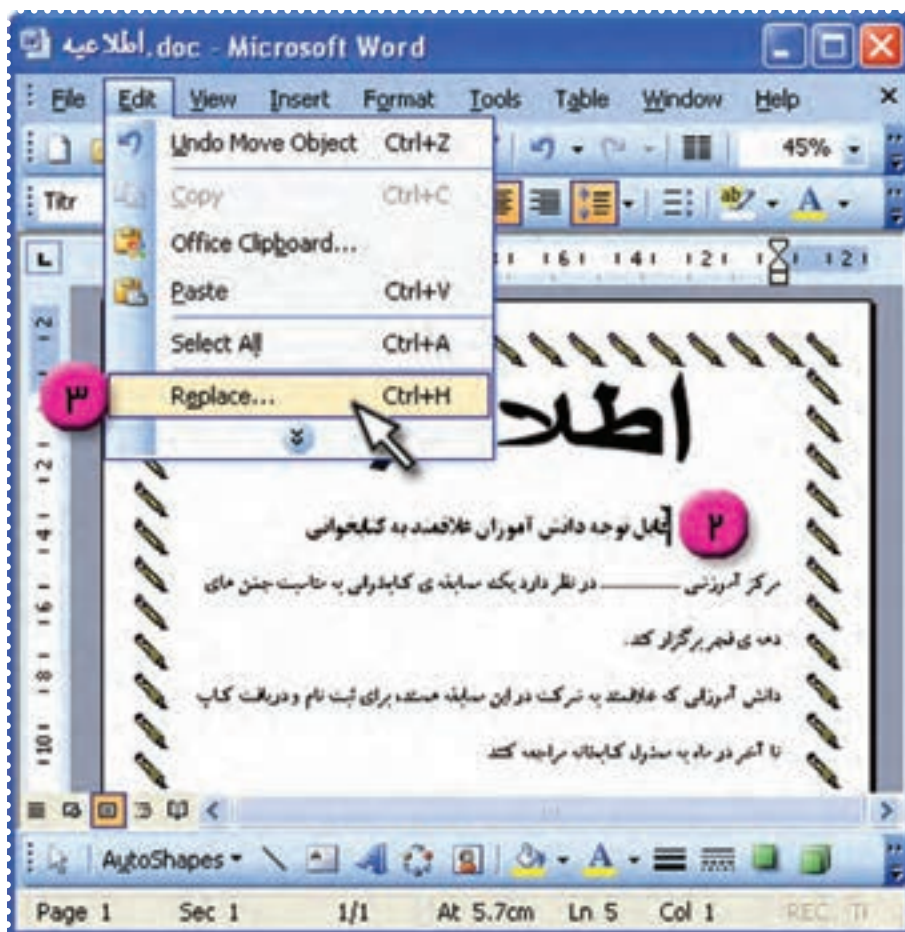 اطلاعیه.doc - Microsoft Word
File Edit View Insert Format Tools Table Window Help
45%
Titr
Undo Move Object Ctrl+Z
Copy Ctrl+C
Office Clipboard...
Paste Ctrl+V
Select All Ctrl+A
Replace... Ctrl+H
۳
اطلا
۲
قابل توجه دانش آموزان علاقمند به کتابخوانی
مرکز آموزشی ـــــــــ در نظر دارد یک مسابقه ی کتابخوانی به مناسبت جشن های
دهه ی فجر برگزار کند.
دانش آموزانی که علاقمند به شرکت در این مسابقه هستند، برای ثبت نام و دریافت کتاب
تا آخر دی ماه به مسئول کتابخانه مراجعه کنند
AutoShapes
Page 1 Sec 1 1/1 At 5.7cm Ln 5 Col 1 REC